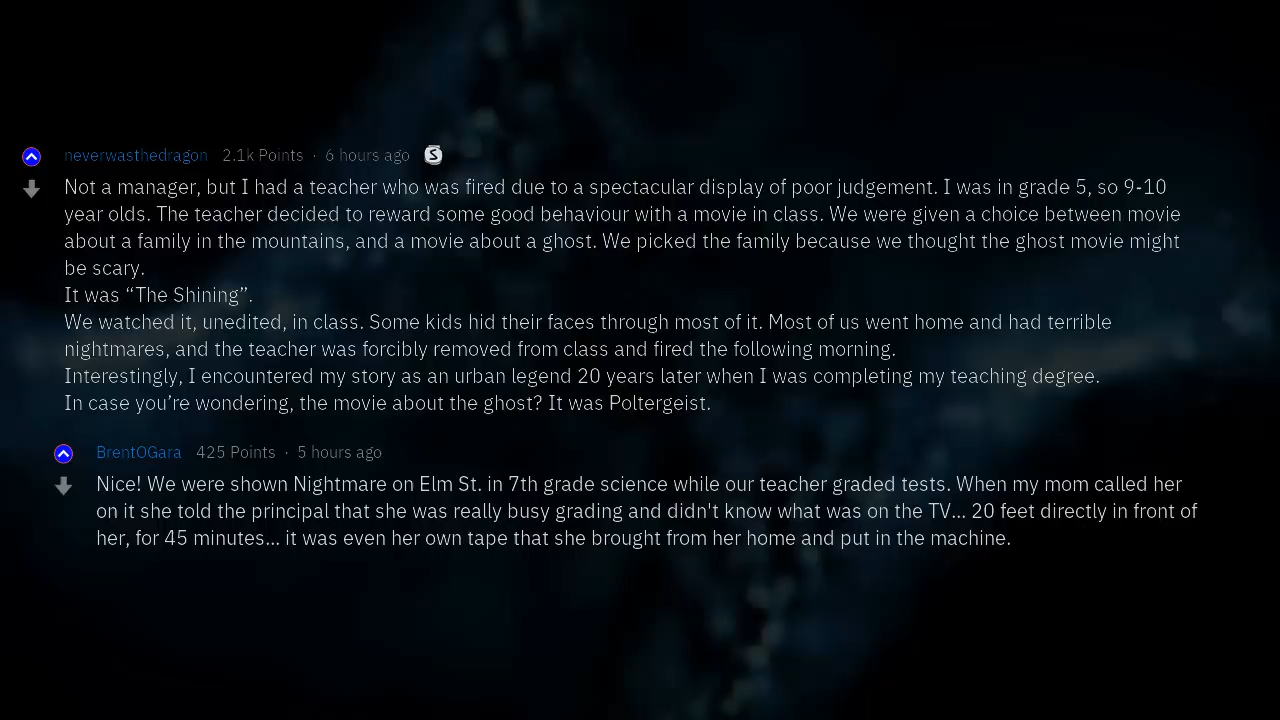 neverwasthedragon 2.1k Points · 6 hours ago S
Not a manager, but I had a teacher who was fired due to a spectacular display of poor judgement. I was in grade 5, so 9-10
year olds. The teacher decided to reward some good behaviour with a movie in class. We were given a choice between movie
about a family in the mountains, and a movie about a ghost. We picked the family because we thought the ghost movie might
be scary.
It was “The Shining”.
We watched it, unedited, in class. Some kids hid their faces through most of it. Most of us went home and had terrible
nightmares, and the teacher was forcibly removed from class and fired the following morning.
Interestingly, I encountered my story as an urban legend 20 years later when I was completing my teaching degree.
In case you’re wondering, the movie about the ghost? It was Poltergeist.
BrentOGara 425 Points · 5 hours ago
Nice! We were shown Nightmare on Elm St. in 7th grade science while our teacher graded tests. When my mom called her
on it she told the principal that she was really busy grading and didn't know what was on the TV... 20 feet directly in front of
her, for 45 minutes... it was even her own tape that she brought from her home and put in the machine.